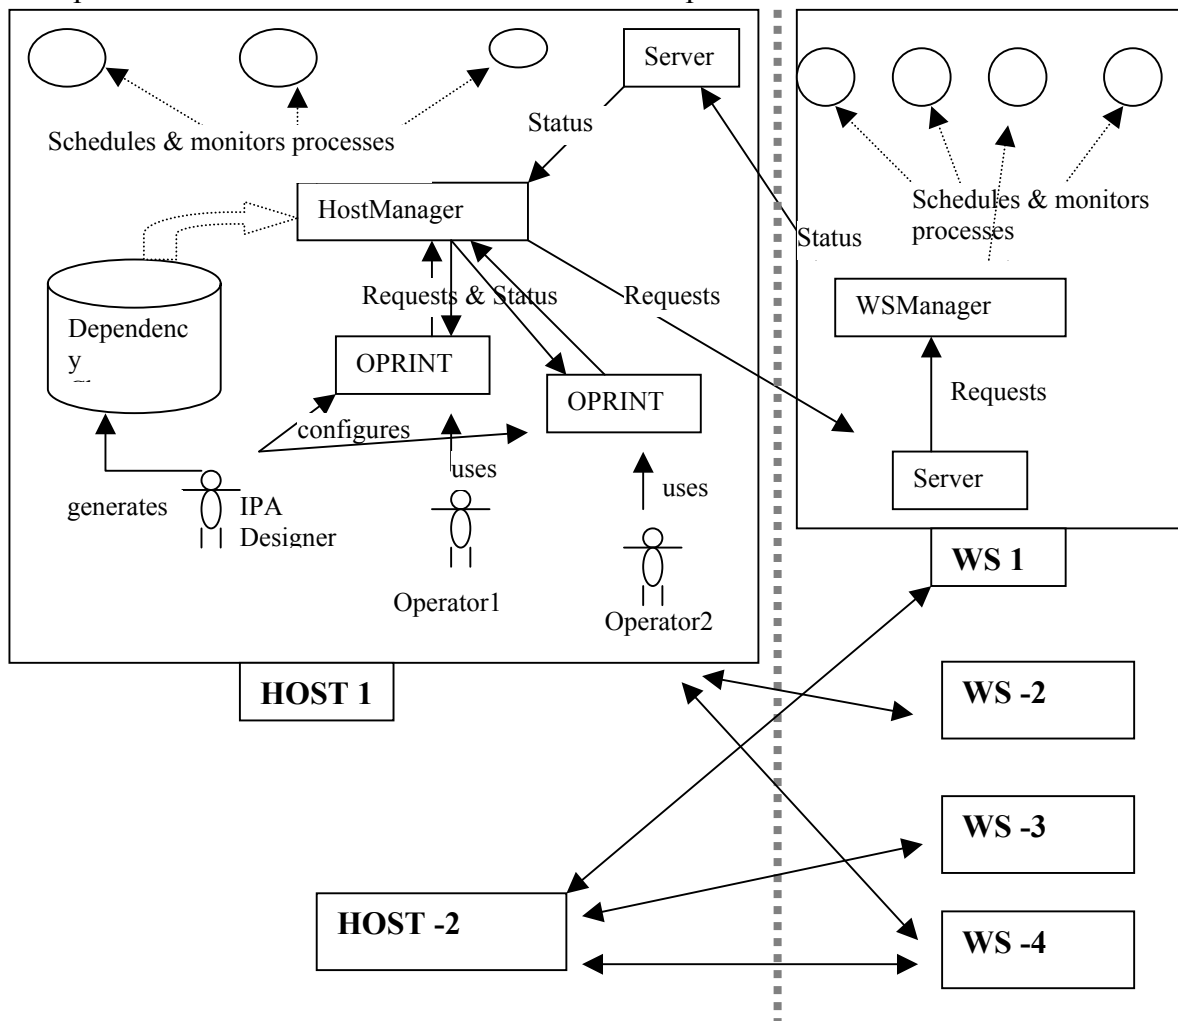 Server
Status
Schedules & monitors processes
HostManager
Schedules & monitors
processes
Status
Requests & Status
Requests
WSManager
Dependenc
y
OPRINT
OPRINT
Requests
configures
uses
uses
Server
generates
IPA
Designer
Operator1
Operator2
WS 1
HOST 1
WS -2
WS -3
HOST -2
WS -4